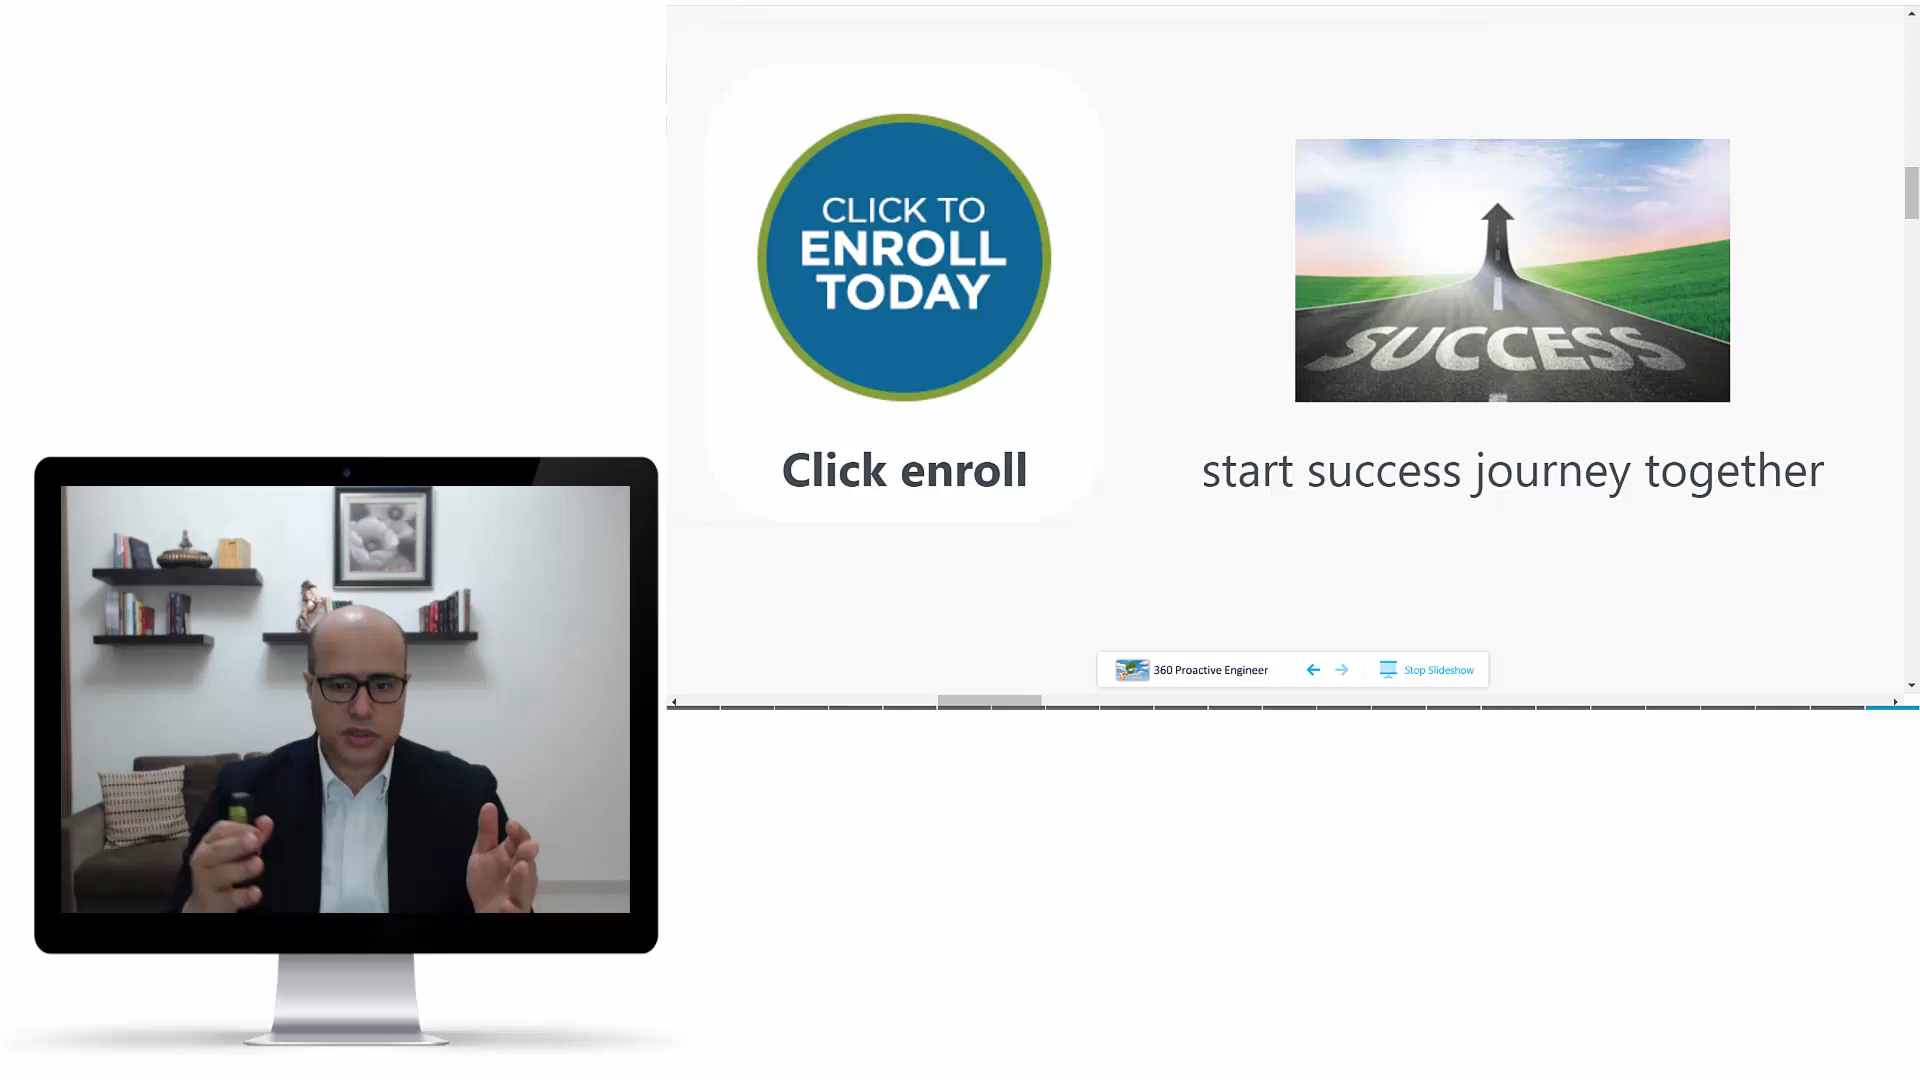 CLICK TO
ENROLL
TODAY
SUCCESS
Click enroll
start success journey together
360 Proactive Engineer
Stop Slideshow